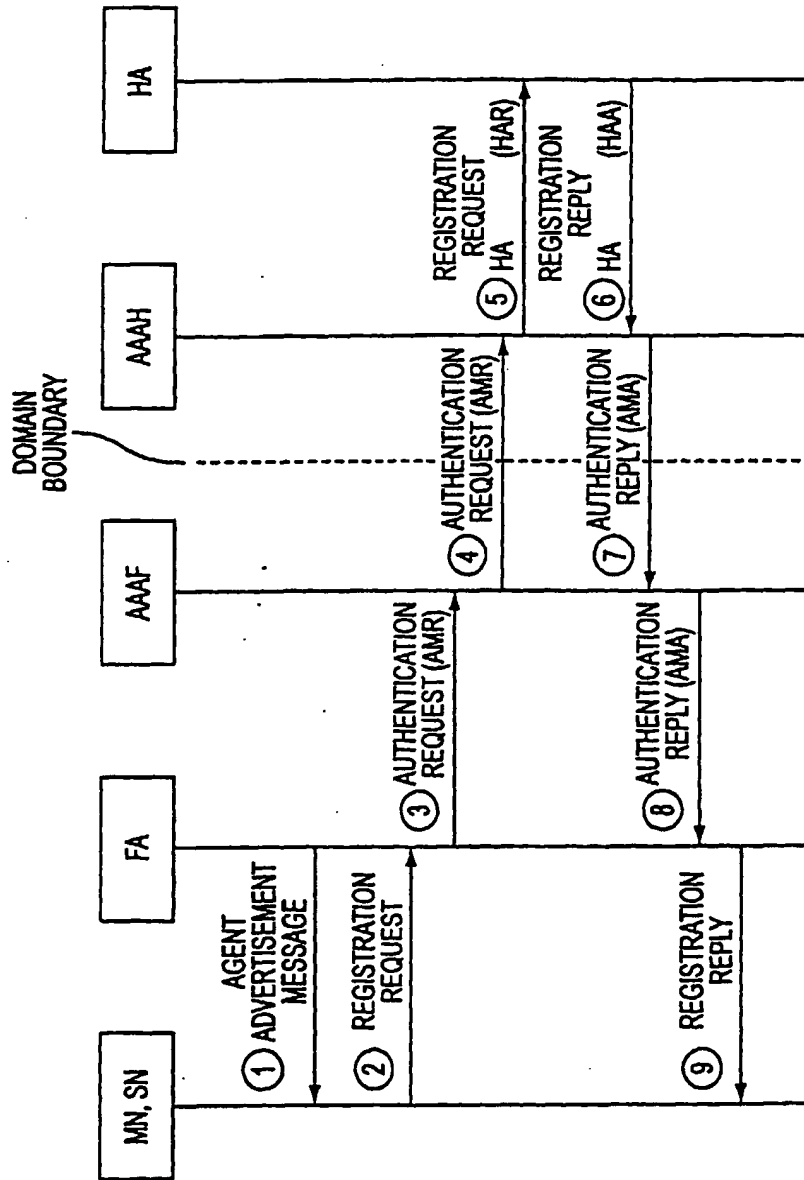 MN, SN
FA
AAAF
DOMAIN
BOUNDARY
AAAH
HA
AGENT
① ADVERTISEMENT
MESSAGE
② REGISTRATION
REQUEST
③ AUTHENTICATION
REQUEST (AMR)
④ AUTHENTICATION
REQUEST (AMR)
REGISTRATION
REQUEST
⑤ HA (HAR)
REGISTRATION
REPLY
⑥ HA (HAA)
⑦ AUTHENTICATION
REPLY (AMA)
⑧ AUTHENTICATION
REPLY (AMA)
⑨ REGISTRATION
REPLY